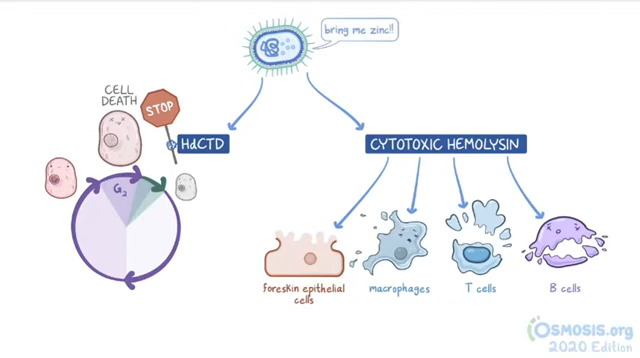 bring me zinc!!
CELL
DEATH
STOP
HdCTD
CYTOTOXIC HEMOLYSIN
G2
foreskin epithelial
cells
macrophages
T cells
B cells
OSMOSIS.org
2020 Edition